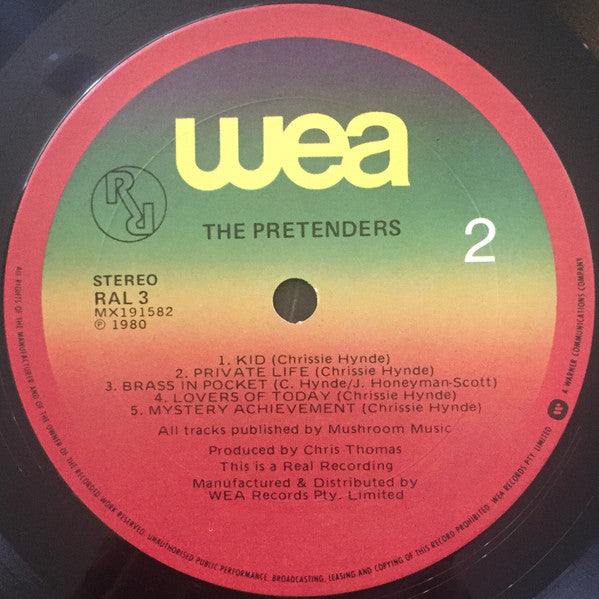 wea
RR
THE PRETENDERS
2
STEREO
RAL 3
MX191582
℗ 1980
1. KID (Chrissie Hynde)
2. PRIVATE LIFE (Chrissie Hynde)
3. BRASS IN POCKET (C. Hynde/J. Honeyman-Scott)
4. LOVERS OF TODAY (Chrissie Hynde)
5. MYSTERY ACHIEVEMENT (Chrissie Hynde)
All tracks published by Mushroom Music
Produced by Chris Thomas
This is a Real Recording
Manufactured & Distributed by
WEA Records Pty. Limited
ALL RIGHTS OF THE MANUFACTURER AND OF THE OWNER OF THE RECORDED WORK RESERVED. UNAUTHORISED PUBLIC PERFORMANCE, BROADCASTING, LEASING AND COPYING OF THIS RECORD PROHIBITED. WEA RECORDS PTY. LIMITED
A WARNER COMMUNICATIONS COMPANY